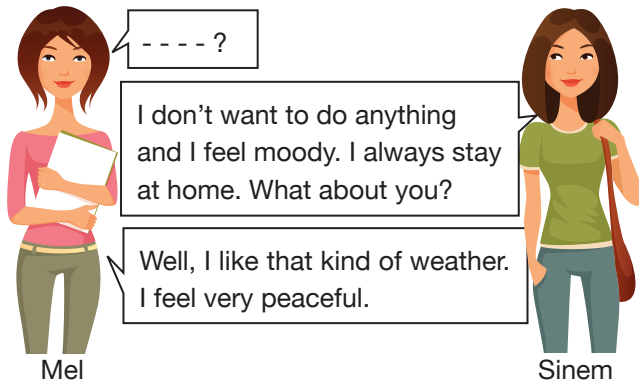 - - - - ?
I don't want to do anything
and I feel moody. I always stay
at home. What about you?
Well, I like that kind of weather.
I feel very peaceful.
Mel
Sinem